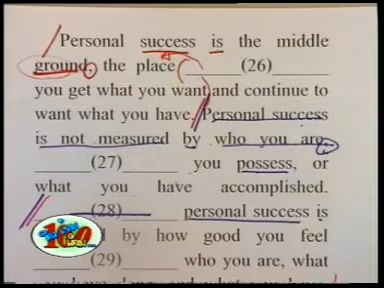 Personal success is the middle
ground, the place ______(26)______
you get what you want and continue to
want what you have. Personal success
is not measured by who you are,
______(27)______ you possess, or
what you have accomplished.
______(28)______ personal success is
by how good you feel
______(29)______ who you are, what
100